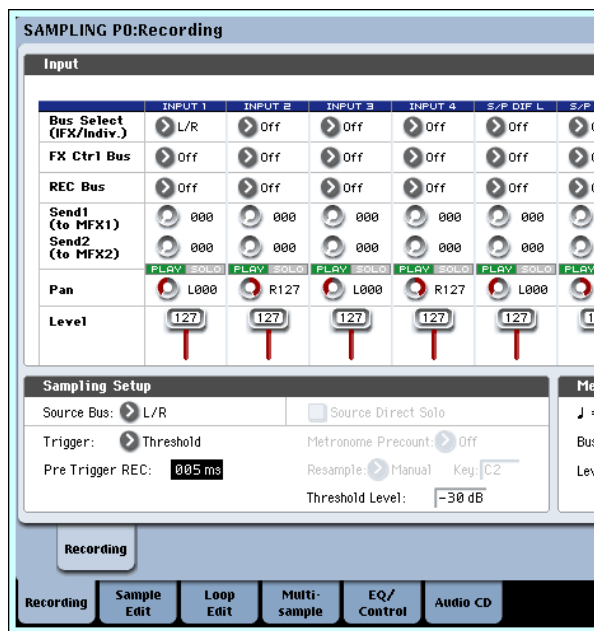 SAMPLING P0:Recording
Input
INPUT 1 INPUT 2 INPUT 3 INPUT 4 S/P DIF L S/P
Bus Select (IFX/Indiv.) L/R Off Off Off Off
FX Ctrl Bus Off Off Off Off Off
REC Bus Off Off Off Off Off
Send1 (to MFX1) 000 000 000 000 000
Send2 (to MFX2) 000 000 000 000 000
PLAY SOLO PLAY SOLO PLAY SOLO PLAY SOLO PLAY SOLO PLAY
Pan L000 R127 L000 R127 L000
Level 127 127 127 127 127 1
Sampling Setup Me
Source Bus: L/R Source Direct Solo ♩ =
Trigger: Threshold Metronome Precount: Off Bus
Pre Trigger REC: 005 ms Resample: Manual Key: C2 Lev
Threshold Level: -30 dB
Recording
Recording Sample Edit Loop Edit Multi-sample EQ/Control Audio CD